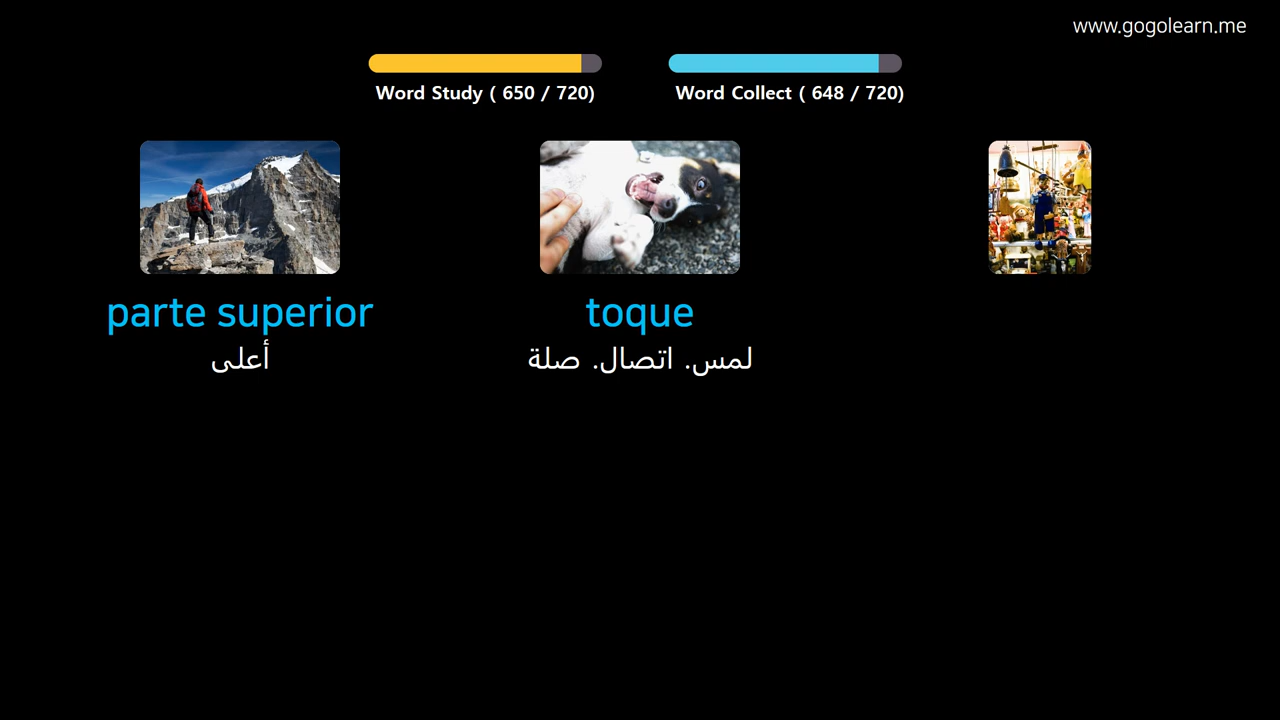 www.gogolearn.me
Word Study ( 650 / 720)
Word Collect ( 648 / 720)
parte superior
أعلى
toque
لمس. اتصال. صلة